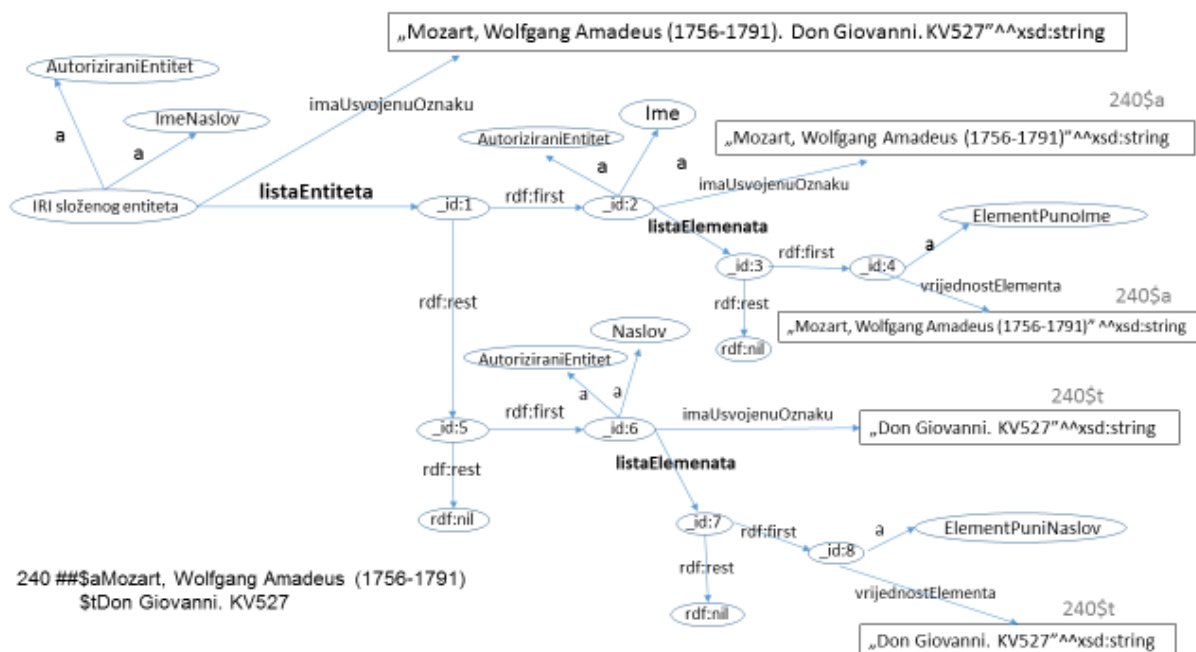 „Mozart, Wolfgang Amadeus (1756-1791). Don Giovanni. KV527”^^xsd:string
AutoriziraniEntitet
imaUsvojenuOznaku
a
ImeNaslov
a
Ime
240$a
AutoriziraniEntitet
„Mozart, Wolfgang Amadeus (1756-1791)”^^xsd:string
a
a
imaUsvojenuOznaku
listaEntiteta
IRI složenog entiteta
_id:1
rdf:first
_id:2
listaElemenata
ElementPunoIme
a
rdf:first
_id:3
_id:4
rdf:rest
vrijednostElementa
240$a
rdf:rest
„Mozart, Wolfgang Amadeus (1756-1791)” ^^xsd:string
rdf:nil
Naslov
AutoriziraniEntitet
a
a
240$t
rdf:first
imaUsvojenuOznaku
_id:5
_id:6
„Don Giovanni. KV527”^^xsd:string
listaElemenata
rdf:rest
rdf:nil
_id:7
rdf:first
a
ElementPuniNaslov
_id:8
rdf:rest
vrijednostElementa
rdf:nil
240$t
„Don Giovanni. KV527”^^xsd:string
240 ##$aMozart, Wolfgang Amadeus (1756-1791)
$tDon Giovanni. KV527